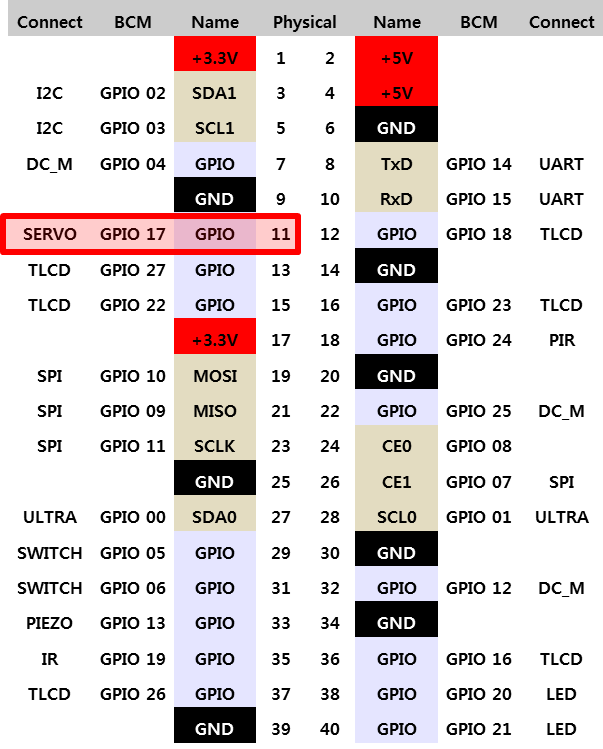 Connect BCM Name Physical Name BCM Connect
+3.3V 1 2 +5V
I2C GPIO 02 SDA1 3 4 +5V
I2C GPIO 03 SCL1 5 6 GND
DC_M GPIO 04 GPIO 7 8 TxD GPIO 14 UART
GND 9 10 RxD GPIO 15 UART
SERVO GPIO 17 GPIO 11 12 GPIO GPIO 18 TLCD
TLCD GPIO 27 GPIO 13 14 GND
TLCD GPIO 22 GPIO 15 16 GPIO GPIO 23 TLCD
+3.3V 17 18 GPIO GPIO 24 PIR
SPI GPIO 10 MOSI 19 20 GND
SPI GPIO 09 MISO 21 22 GPIO GPIO 25 DC_M
SPI GPIO 11 SCLK 23 24 CE0 GPIO 08
GND 25 26 CE1 GPIO 07 SPI
ULTRA GPIO 00 SDA0 27 28 SCL0 GPIO 01 ULTRA
SWITCH GPIO 05 GPIO 29 30 GND
SWITCH GPIO 06 GPIO 31 32 GPIO GPIO 12 DC_M
PIEZO GPIO 13 GPIO 33 34 GND
IR GPIO 19 GPIO 35 36 GPIO GPIO 16 TLCD
TLCD GPIO 26 GPIO 37 38 GPIO GPIO 20 LED
GND 39 40 GPIO GPIO 21 LED